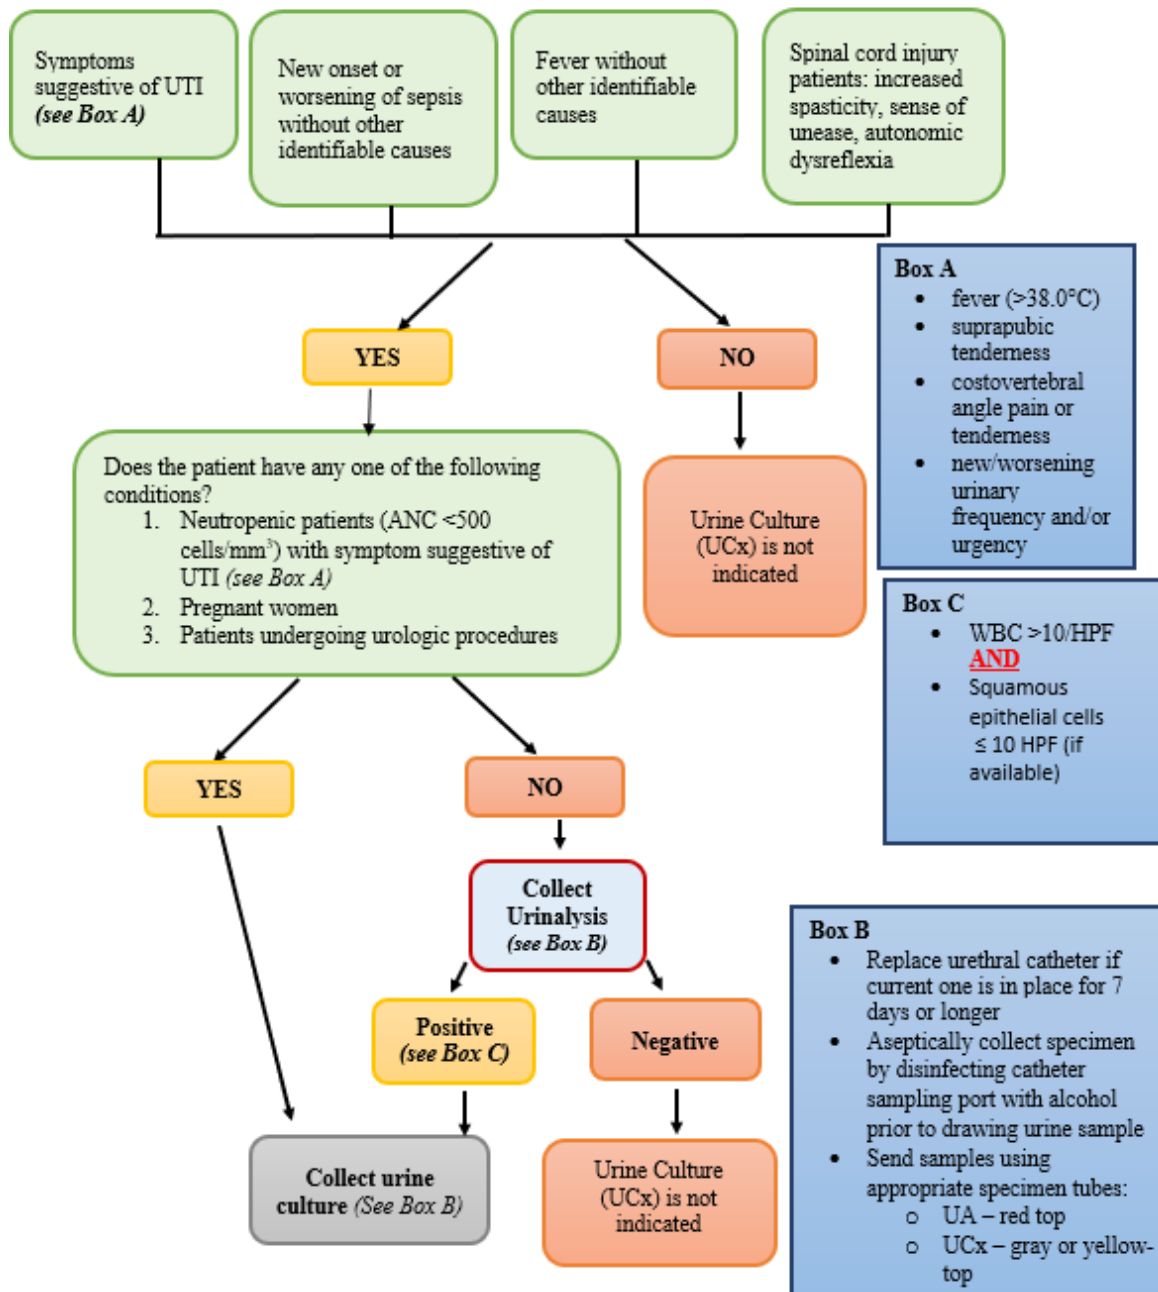 Symptoms
suggestive of UTI
(see Box A)
New onset or
worsening of sepsis
without other
identifiable causes
Fever without
other identifiable
causes
Spinal cord injury
patients: increased
spasticity, sense of
unease, autonomic
dysreflexia
Box A
• fever (>38.0°C)
• suprapubic
tenderness
• costovertebral
angle pain or
tenderness
• new/worsening
urinary
frequency and/or
urgency
YES
NO
Does the patient have any one of the following
conditions?
1. Neutropenic patients (ANC <500
cells/mm³) with symptom suggestive of
UTI (see Box A)
2. Pregnant women
3. Patients undergoing urologic procedures
Urine Culture
(UCx) is not
indicated
Box C
• WBC >10/HPF
AND
• Squamous
epithelial cells
≤ 10 HPF (if
available)
YES
NO
Collect
Urinalysis
(see Box B)
Positive
(see Box C)
Negative
Collect urine
culture (See Box B)
Urine Culture
(UCx) is not
indicated
Box B
• Replace urethral catheter if
current one is in place for 7
days or longer
• Aseptically collect specimen
by disinfecting catheter
sampling port with alcohol
prior to drawing urine sample
• Send samples using
appropriate specimen tubes:
o UA – red top
o UCx – gray or yellow-
top